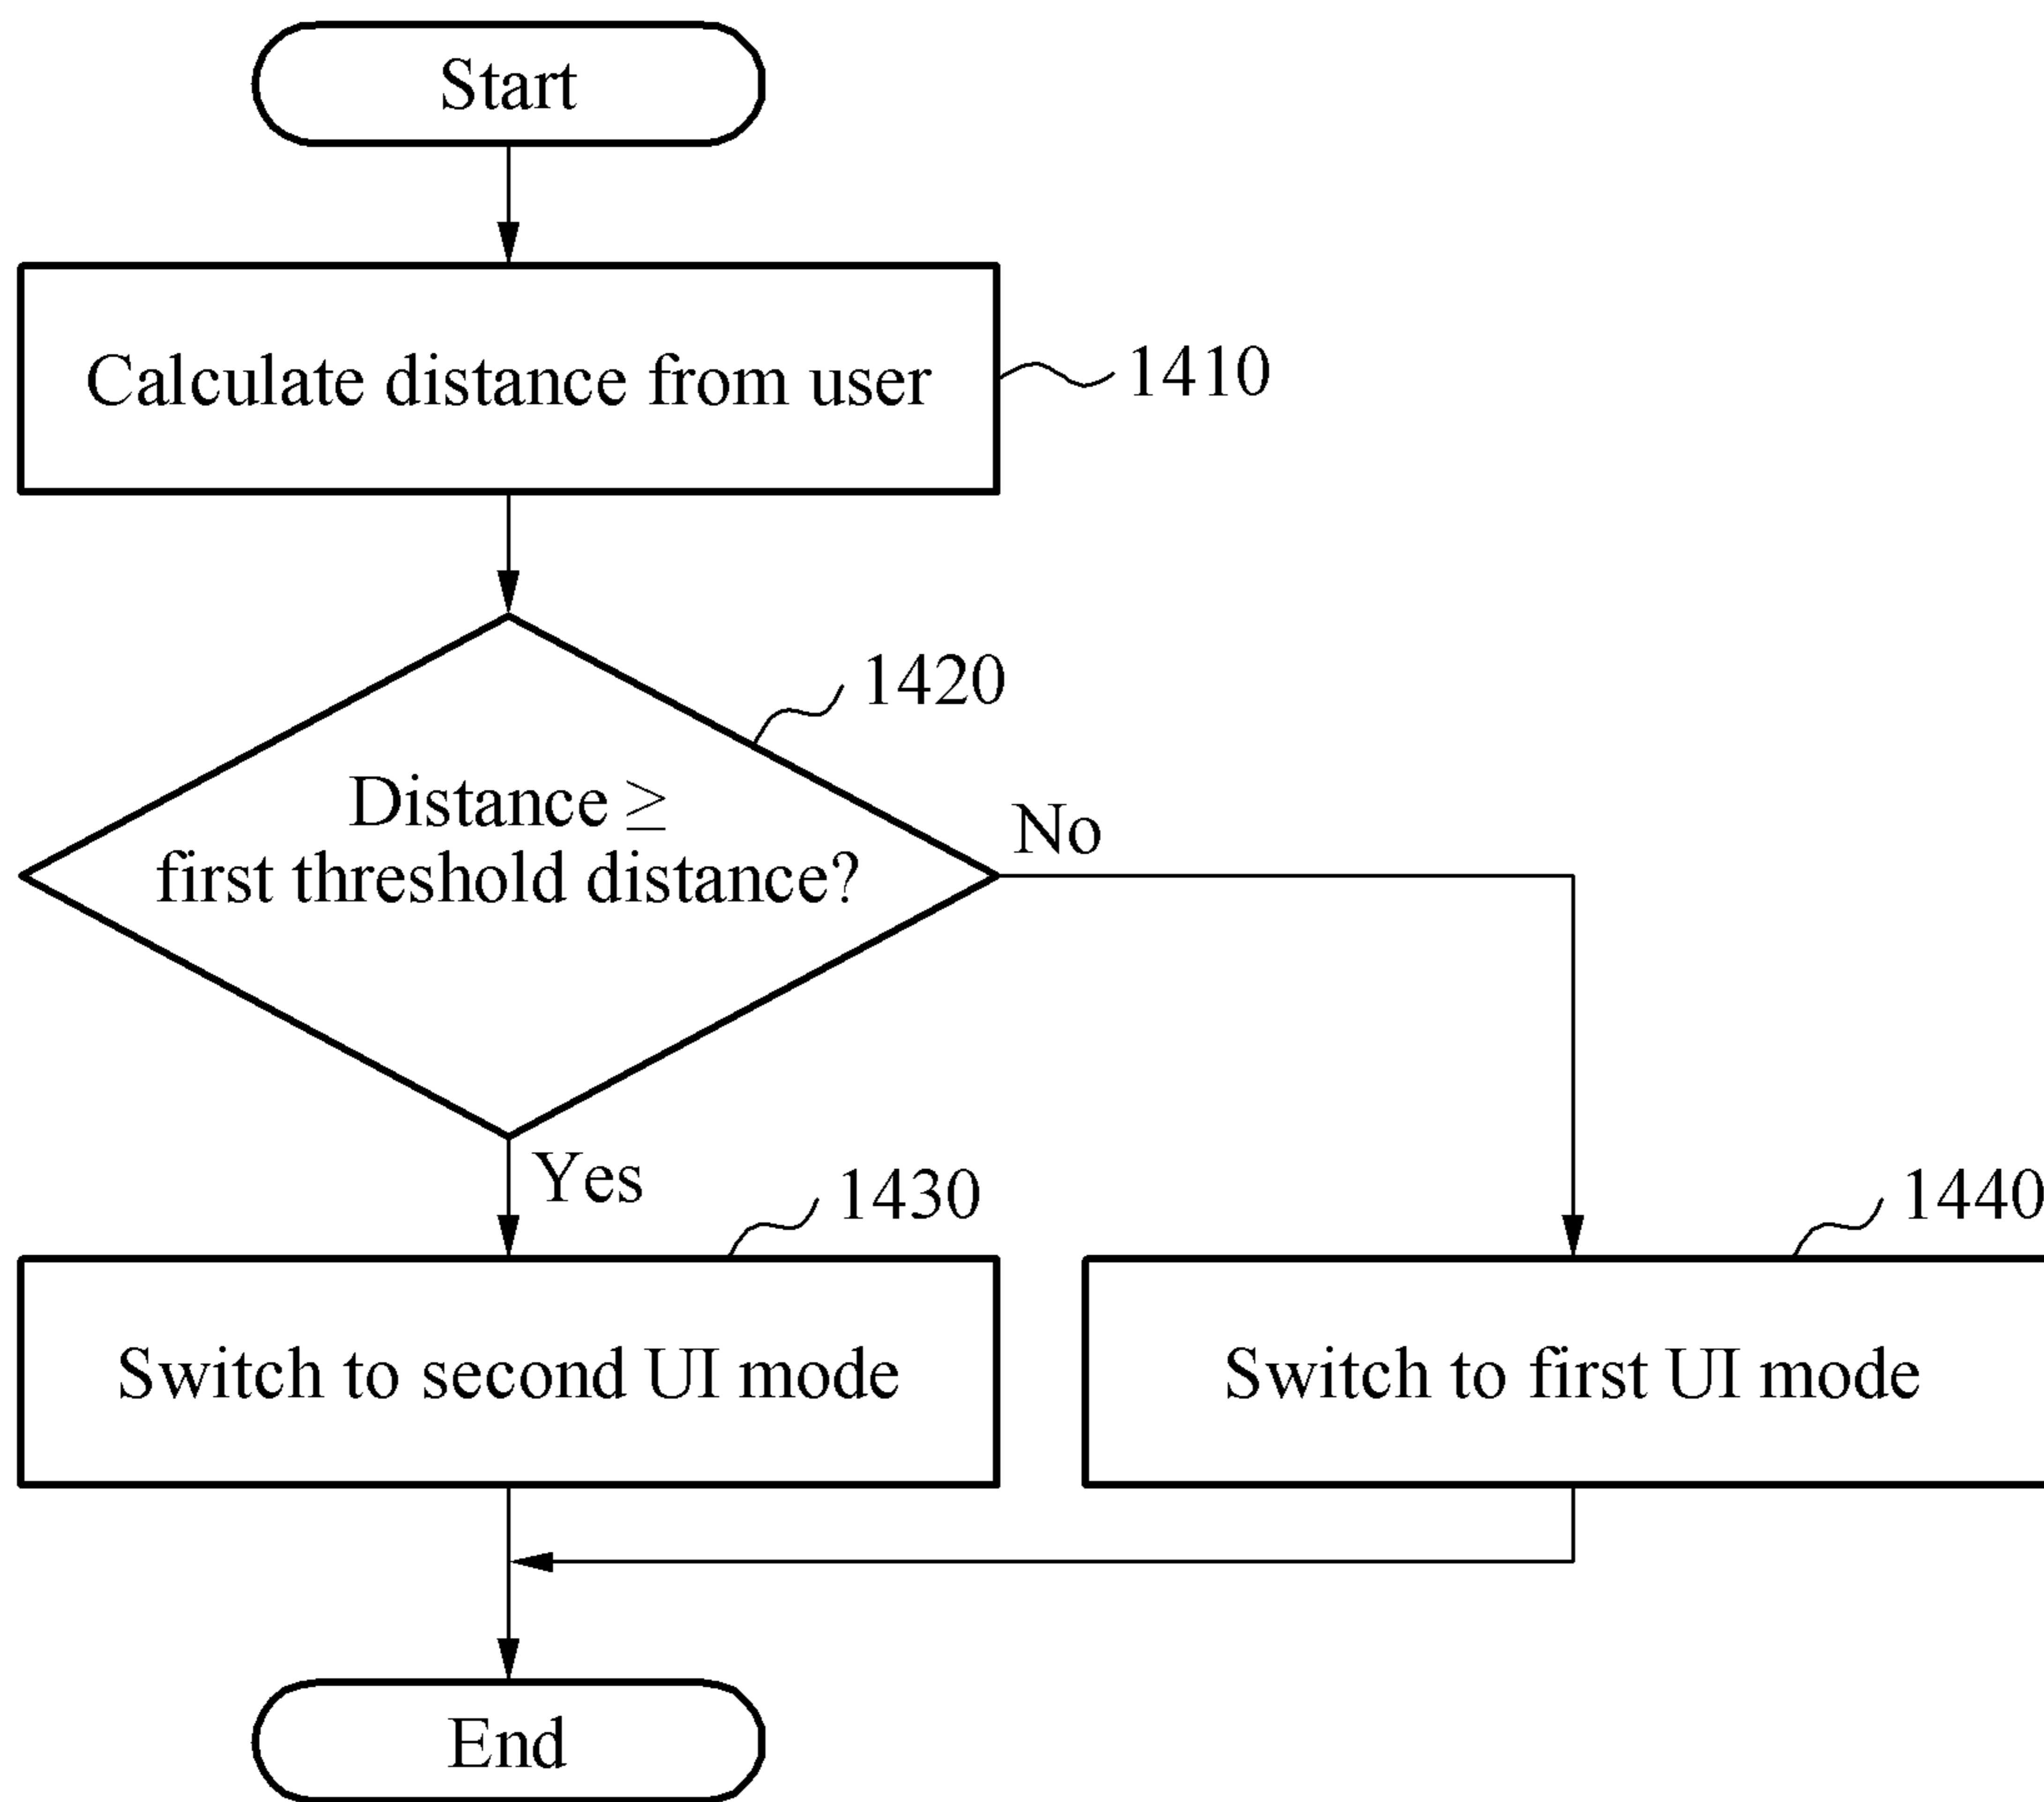 Start
Calculate distance from user
1410
1420
Distance ≥
first threshold distance?
No
Yes
1430
1440
Switch to second UI mode
Switch to first UI mode
End